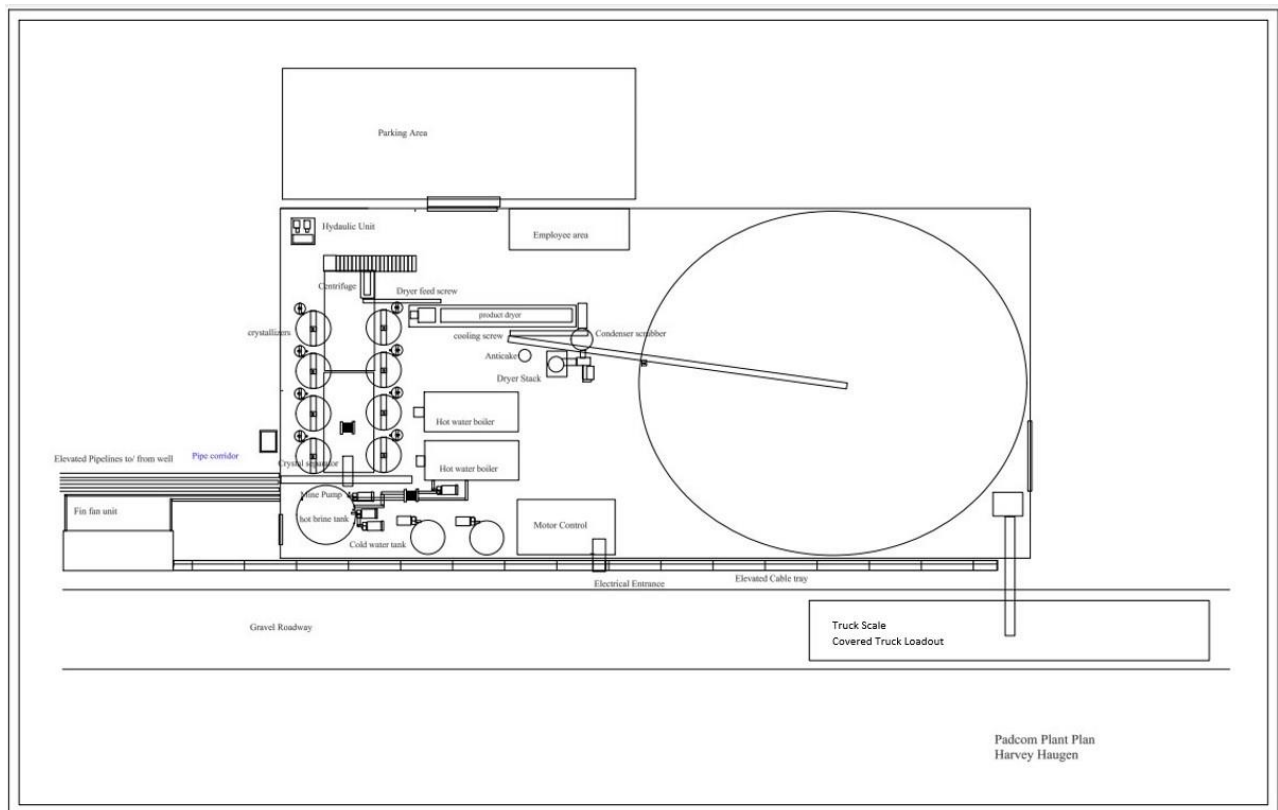 Parking Area
Hydaulic Unit
Employee area
Centrifuge
Dryer feed screw
product dryer
crystallizers
cooling screw
Condenser scrubber
Anticake
Dryer Stack
Hot water boiler
Elevated Pipelines to/ from well
Pipe corridor
Crystal separator
Hot water boiler
Mine Pump
Fin fan unit
hot brine tank
Motor Control
Cold water tank
Electrical Entrance
Elevated Cable tray
Gravel Roadway
Truck Scale
Covered Truck Loadout
Padcom Plant Plan
Harvey Haugen